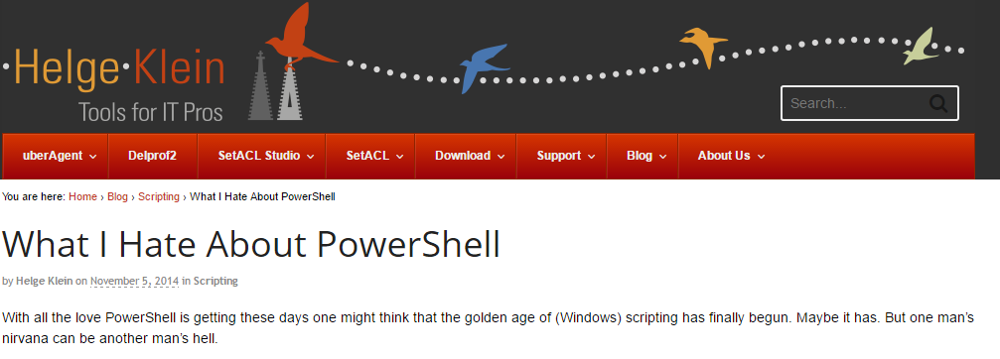 Helge Klein
Tools for IT Pros
Search...
uberAgent Delprof2 SetACL Studio SetACL Download Support Blog About Us
You are here: Home › Blog › Scripting › What I Hate About PowerShell
What I Hate About PowerShell
by Helge Klein on November 5, 2014 in Scripting
With all the love PowerShell is getting these days one might think that the golden age of (Windows) scripting has finally begun. Maybe it has. But one man's
nirvana can be another man's hell.